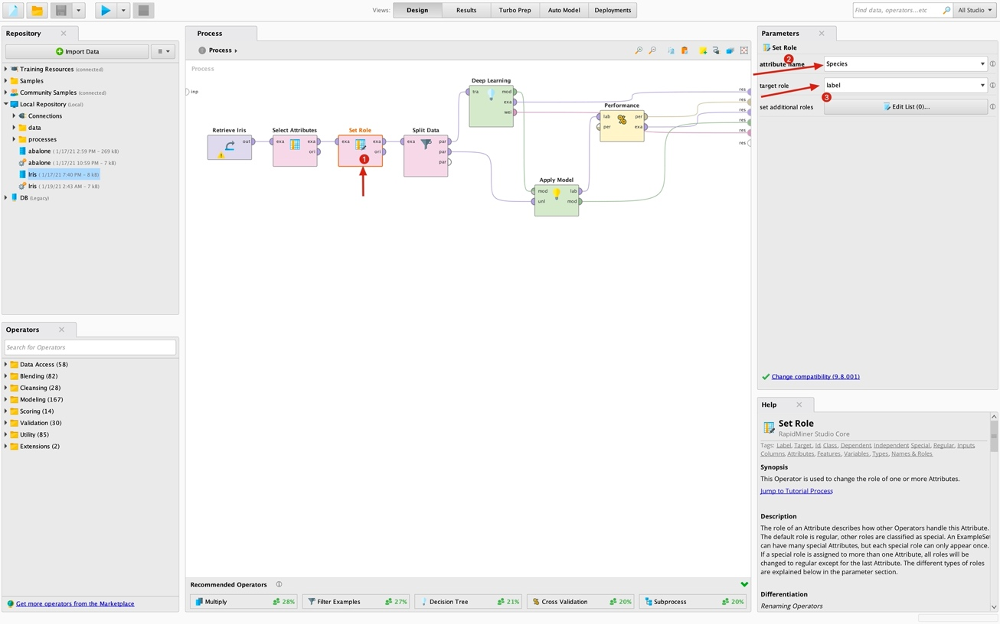 Views:
Design
Results
Turbo Prep
Auto Model
Deployments
Find data, operators...etc
All Studio
Repository
Import Data
Training Resources (connected)
Samples
Community Samples (connected)
Local Repository (Local)
Connections
data
processes
abalone (1/17/21 2:59 PM – 269 kB)
abalone (1/17/21 10:59 PM – 7 kB)
Iris (1/17/21 7:40 PM – 8 kB)
Iris (1/19/21 2:43 AM – 7 kB)
DB (Legacy)
Operators
Search for Operators
Data Access (58)
Blending (82)
Cleansing (28)
Modeling (167)
Scoring (14)
Validation (30)
Utility (85)
Extensions (2)
Get more operators from the Marketplace
Process
Process
Process
inp
Retrieve Iris
out
Select Attributes
exa exa
ori
Set Role
exa exa
ori
1
Split Data
exa par
par
par
Deep Learning
tra mod
exa
wei
Performance
lab per
per exa
Apply Model
mod lab
unl mod
res
res
res
res
res
res
Recommended Operators
Multiply 28%
Filter Examples 27%
Decision Tree 21%
Cross Validation 20%
Subprocess 20%
Parameters
Set Role
2
attribute name Species
target role label
3
set additional roles Edit List (0)...
Change compatibility (9.8.001)
Help
Set Role
RapidMiner Studio Core
Tags: Label, Target, Id, Class, Dependent, Independent, Special, Regular, Inputs,
Columns, Attributes, Features, Variables, Types, Names & Roles
Synopsis
This Operator is used to change the role of one or more Attributes.
Jump to Tutorial Process
Description
The role of an Attribute describes how other Operators handle this Attribute.
The default role is regular, other roles are classified as special. An ExampleSet
can have many special Attributes, but each special role can only appear once.
If a special role is assigned to more than one Attribute, all roles will be
changed to regular except for the last Attribute. The different types of roles
are explained below in the parameter section.
Differentiation
Renaming Operators